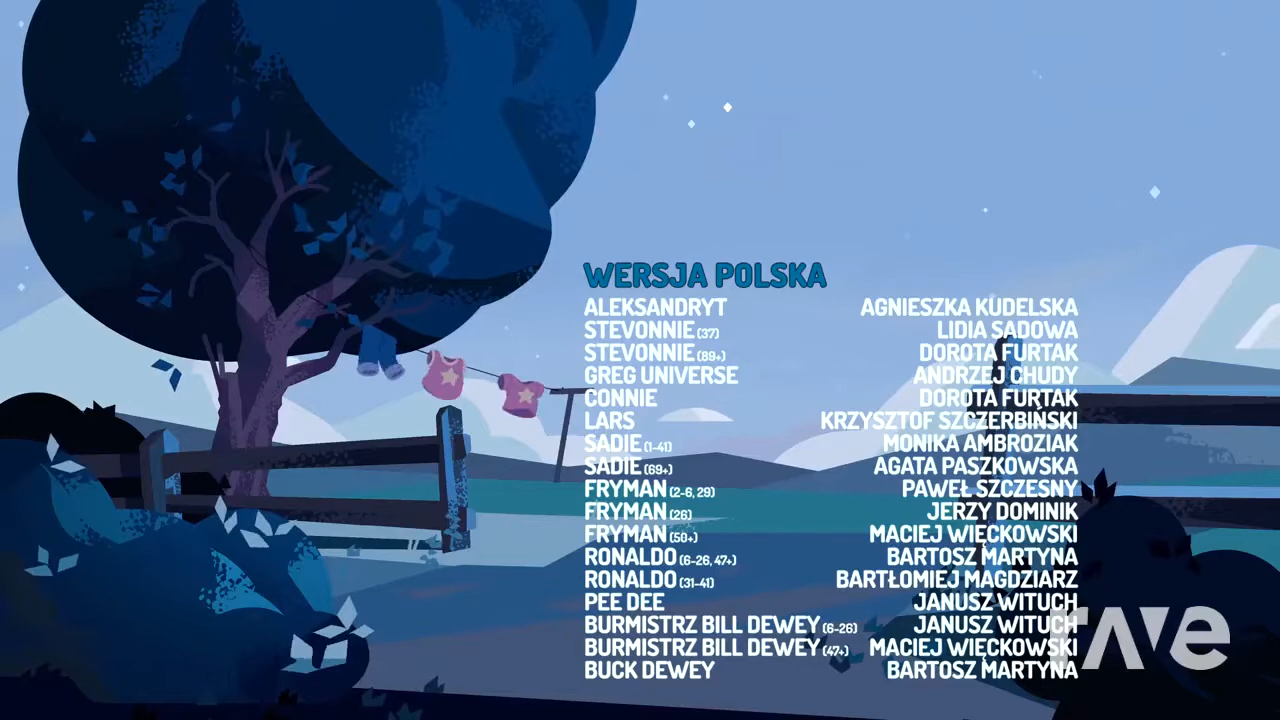 WERSJA POLSKA
ALEKSANDRYT AGNIESZKA KUDELSKA
STEVONNIE (37) LIDIA SADOWA
STEVONNIE (89+) DOROTA FURTAK
GREG UNIVERSE ANDRZEJ CHUDY
CONNIE DOROTA FURTAK
LARS KRZYSZTOF SZCZERBIŃSKI
SADIE (1-41) MONIKA AMBROZIAK
SADIE (69+) AGATA PASZKOWSKA
FRYMAN (2-6, 29) PAWEŁ SZCZESNY
FRYMAN (26) JERZY DOMINIK
FRYMAN (50+) MACIEJ WIĘCKOWSKI
RONALDO (6-26, 47+) BARTOSZ MARTYNA
RONALDO (31-41) BARTŁOMIEJ MAGDZIARZ
PEE DEE JANUSZ WITUCH
BURMISTRZ BILL DEWEY (6-26) JANUSZ WITUCH
BURMISTRZ BILL DEWEY (47+) MACIEJ WIĘCKOWSKI
BUCK DEWEY BARTOSZ MARTYNA
rave